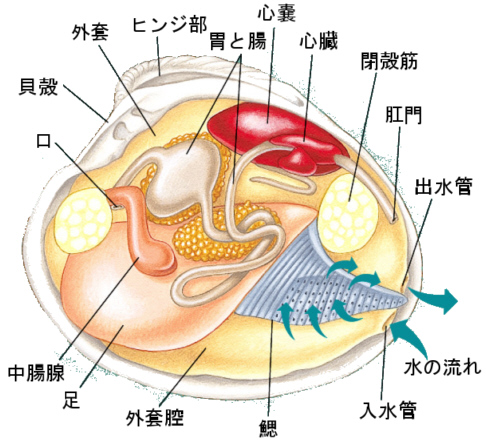 心嚢
ヒンジ部
外套
胃と腸
心臓
閉殻筋
貝殻
肛門
口
出水管
水の流れ
中腸腺
足
入水管
外套腔
鰓